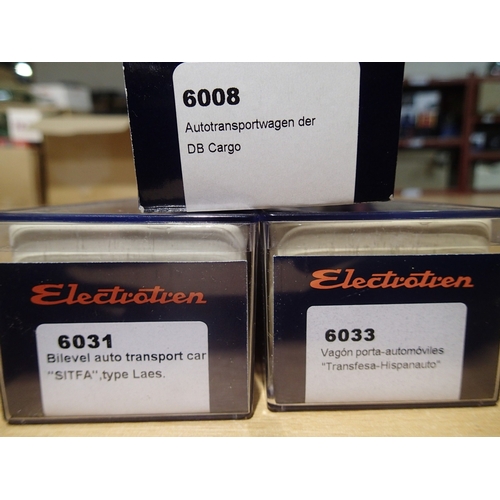 6008
Autotransportwagen der
DB Cargo
Electrotren
6031
Bilevel auto transport car
"SITFA",type Laes.
Electrotren
6033
Vagón porta-automóviles
"Transfesa-Hispanauto"